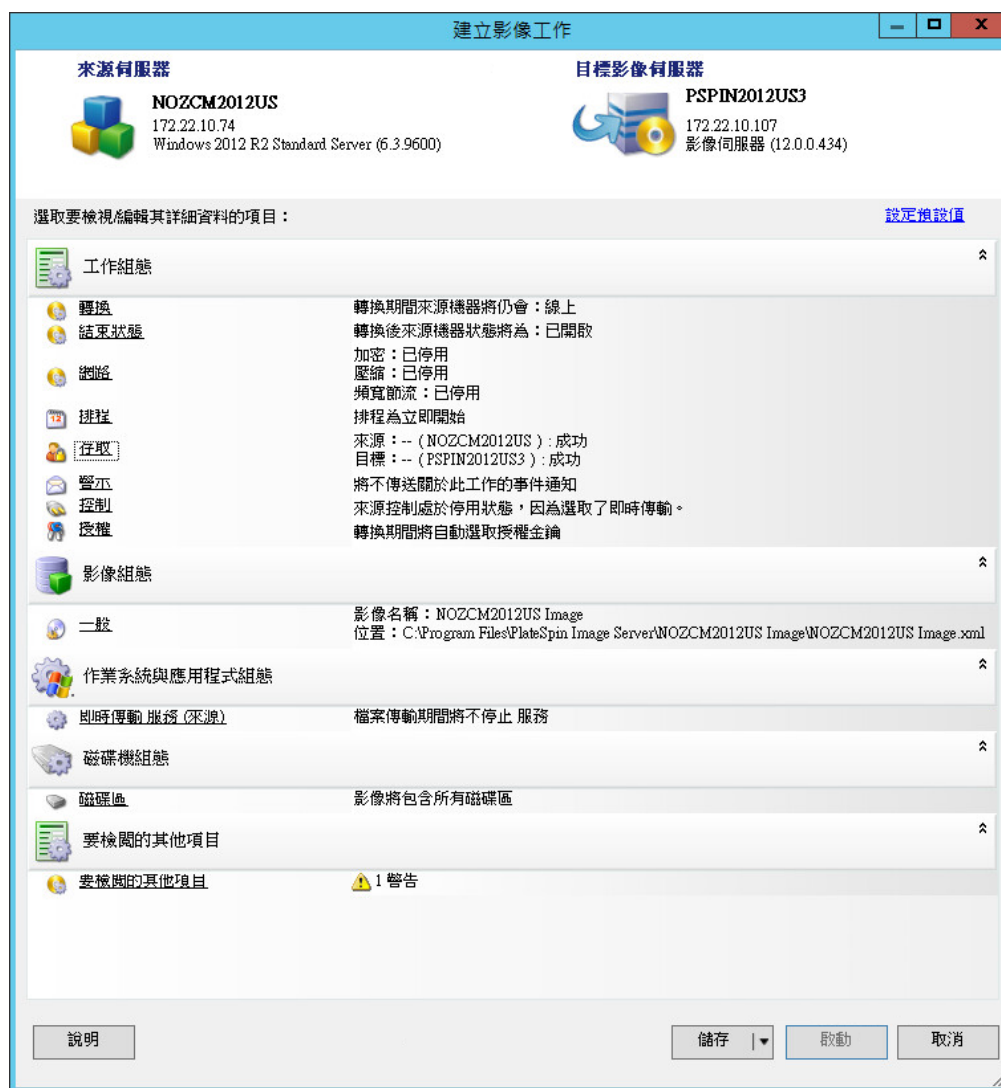 建立影像工作
來源伺服器
NOZCM2012US
172.22.10.74
Windows 2012 R2 Standard Server (6.3.9600)
目標影像伺服器
PSPIN2012US3
172.22.10.107
影像伺服器 (12.0.0.434)
選取要檢視/編輯其詳細資料的項目：
設定預設值
工作組態
轉換 轉換期間來源機器將仍會：線上
結束狀態 轉換後來源機器狀態將為：已開啟
加密：已停用
網路 壓縮：已停用
頻寬節流：已停用
12
排程 排程為立即開始
存取 來源：-- ( NOZCM2012US ) : 成功
目標：-- ( PSPIN2012US3 ) : 成功
警示 將不傳送關於此工作的事件通知
控制 來源控制處於停用狀態，因為選取了即時傳輸。
授權 轉換期間將自動選取授權金鑰
影像組態
一般 影像名稱：NOZCM2012US Image
位置：C:\Program Files\PlateSpin Image Server\NOZCM2012US Image\NOZCM2012US Image.xml
作業系統與應用程式組態
即時傳輸 服務 (來源) 檔案傳輸期間將不停止 服務
磁碟機組態
磁碟區 影像將包含所有磁碟區
要檢閱的其他項目
要檢閱的其他項目 1 警告
說明 儲存 啟動 取消